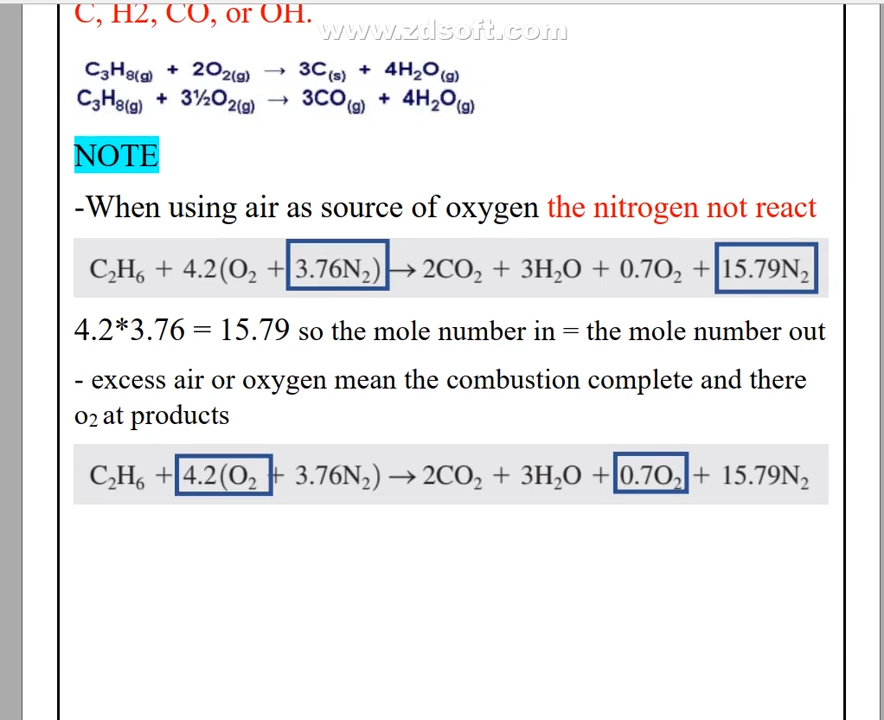 C, H2, CO, or OH.
www.zdsoft.com
C₃H₈(g) + 2O₂(g) → 3C(s) + 4H₂O(g)
C₃H₈(g) + 3½O₂(g) → 3CO(g) + 4H₂O(g)
NOTE
-When using air as source of oxygen the nitrogen not react
C₂H₆ + 4.2(O₂ + 3.76N₂) → 2CO₂ + 3H₂O + 0.7O₂ + 15.79N₂
4.2*3.76 = 15.79 so the mole number in = the mole number out
- excess air or oxygen mean the combustion complete and there
o₂ at products
C₂H₆ + 4.2(O₂ + 3.76N₂) → 2CO₂ + 3H₂O + 0.7O₂ + 15.79N₂